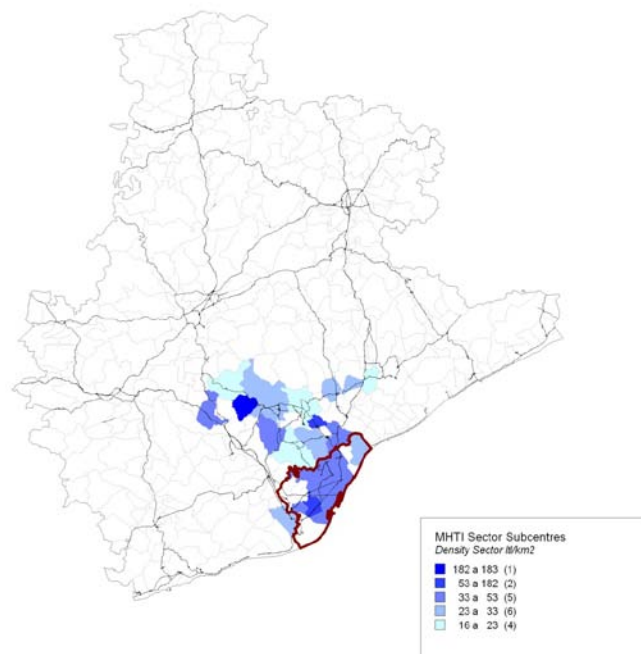 MHTI Sector Subcentres
Density Sector ltl/km2
182 a 183 (1)
53 a 182 (2)
33 a 53 (5)
23 a 33 (6)
16 a 23 (4)